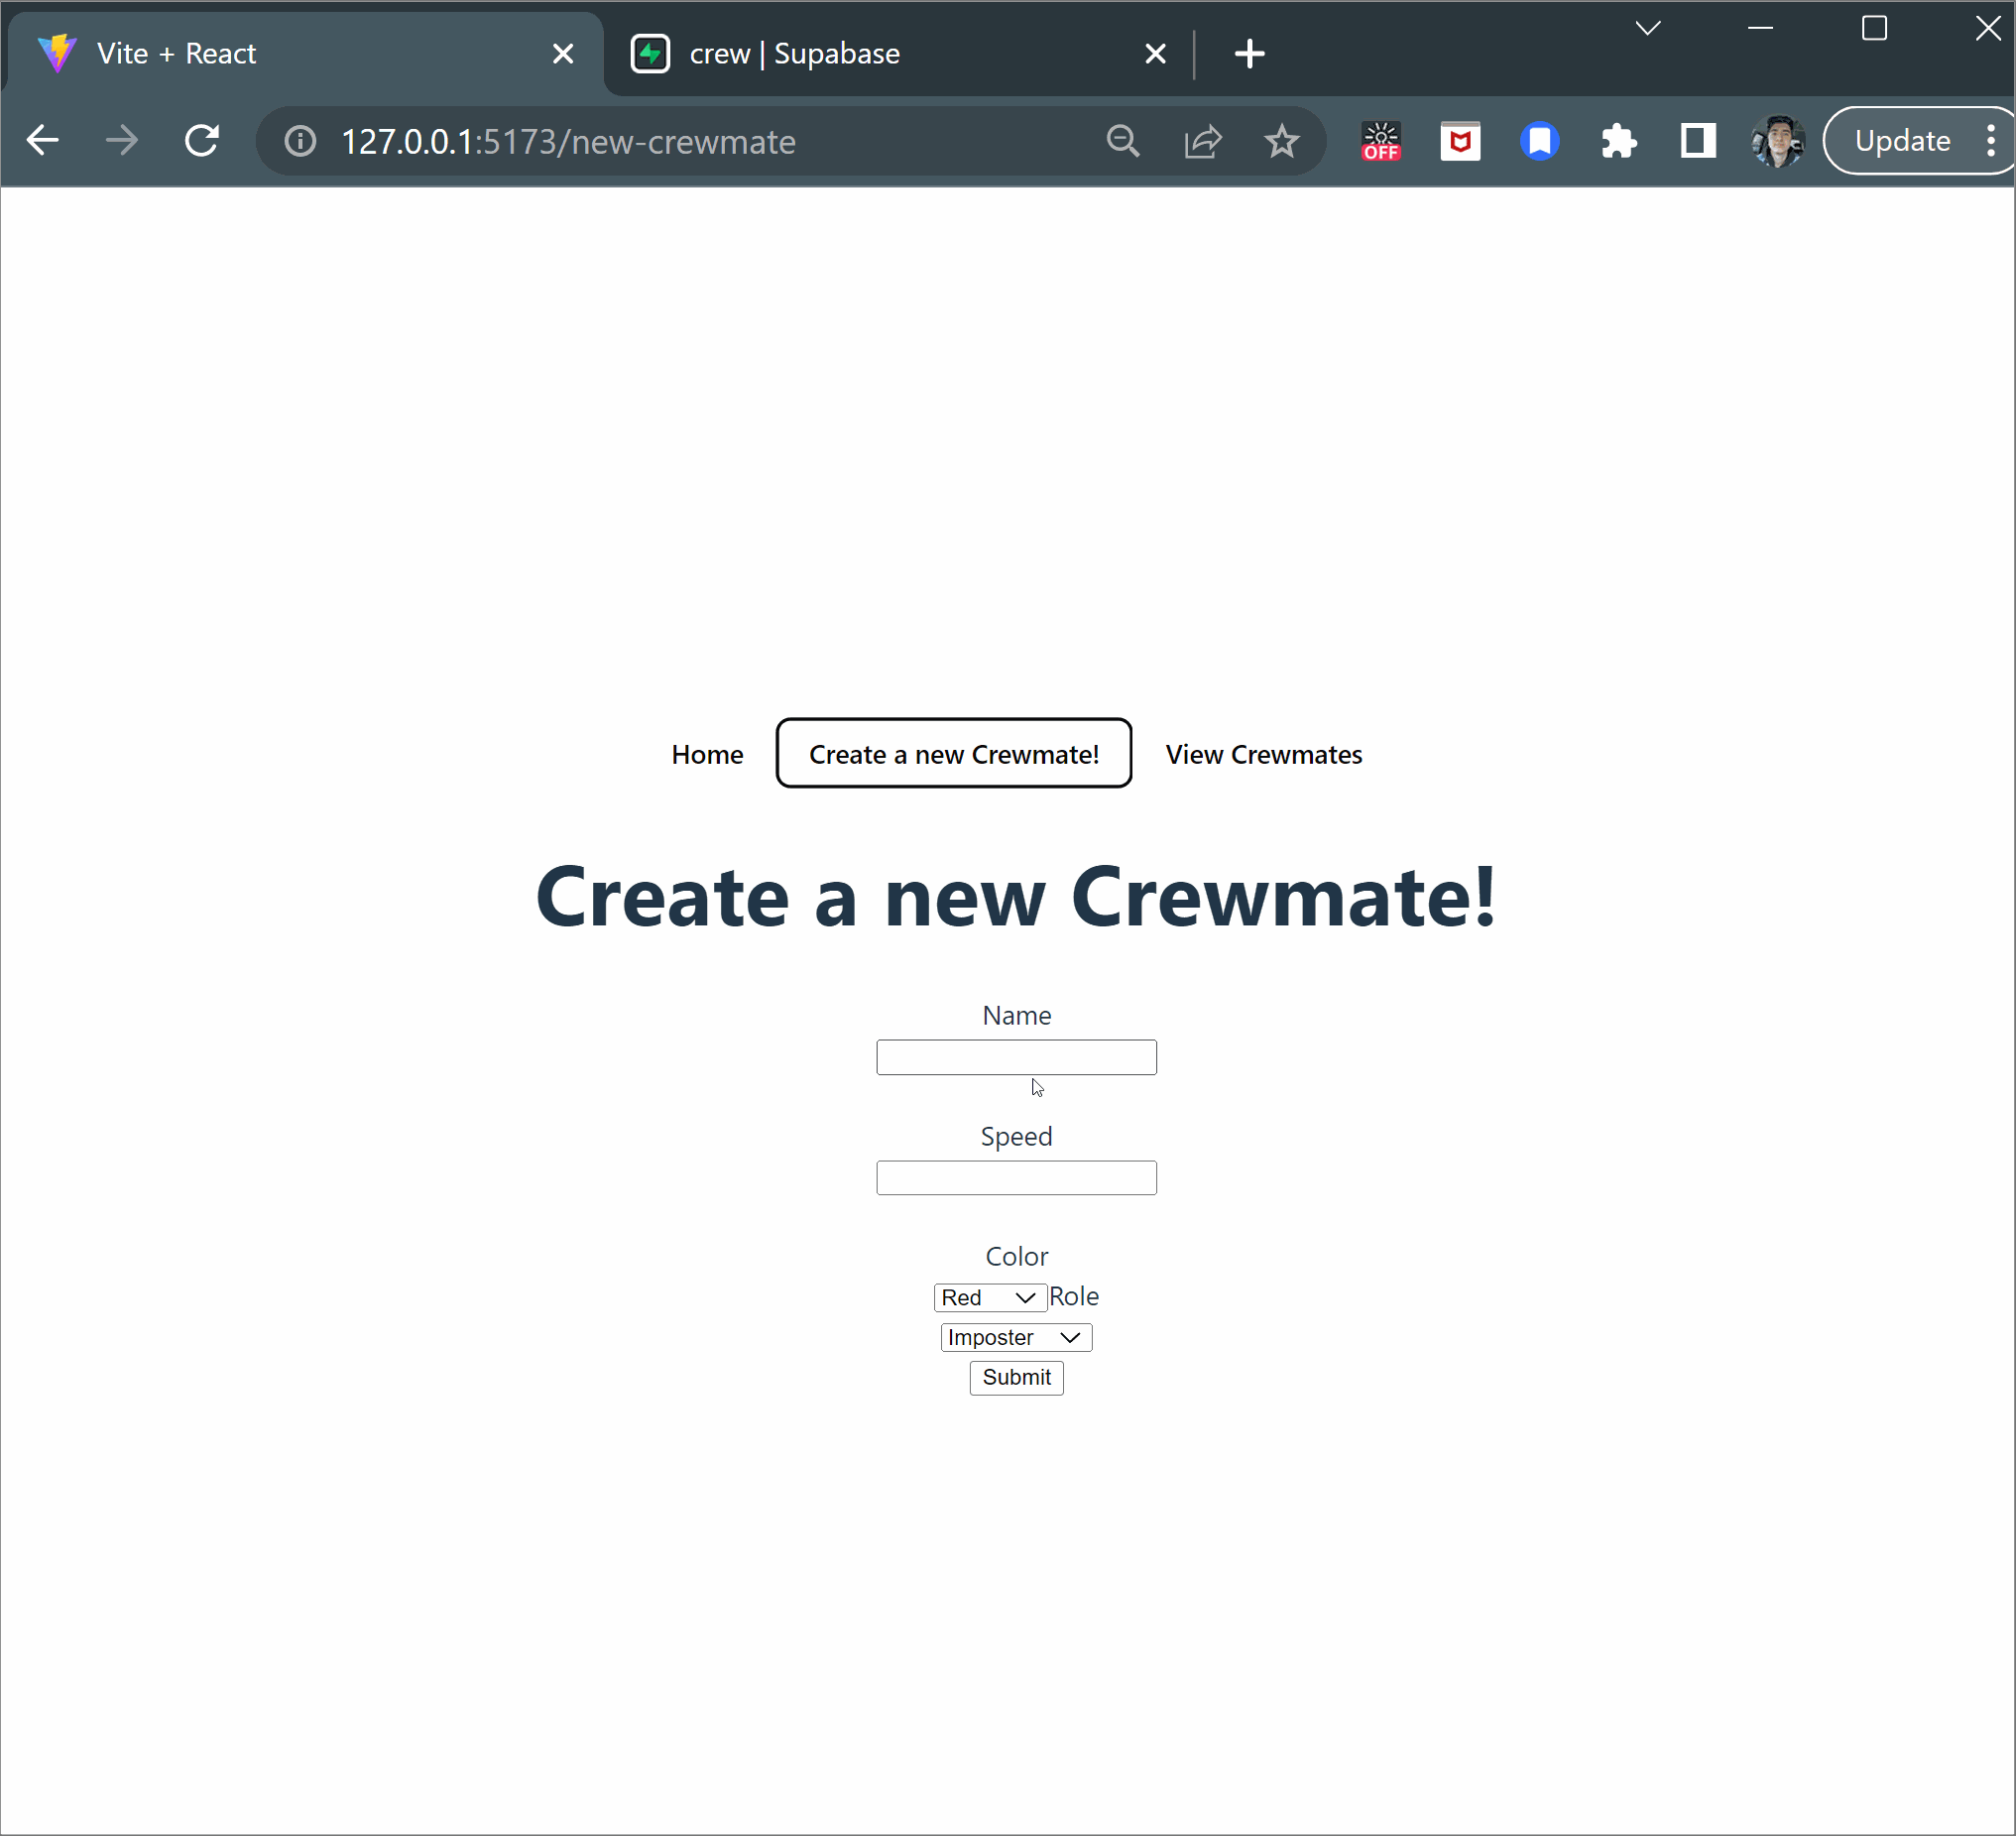 Vite + React
crew | Supabase
127.0.0.1:5173/new-crewmate
OFF
Update
Home
Create a new Crewmate!
View Crewmates
Create a new Crewmate!
Name
Speed
Color
Red
Role
Imposter
Submit